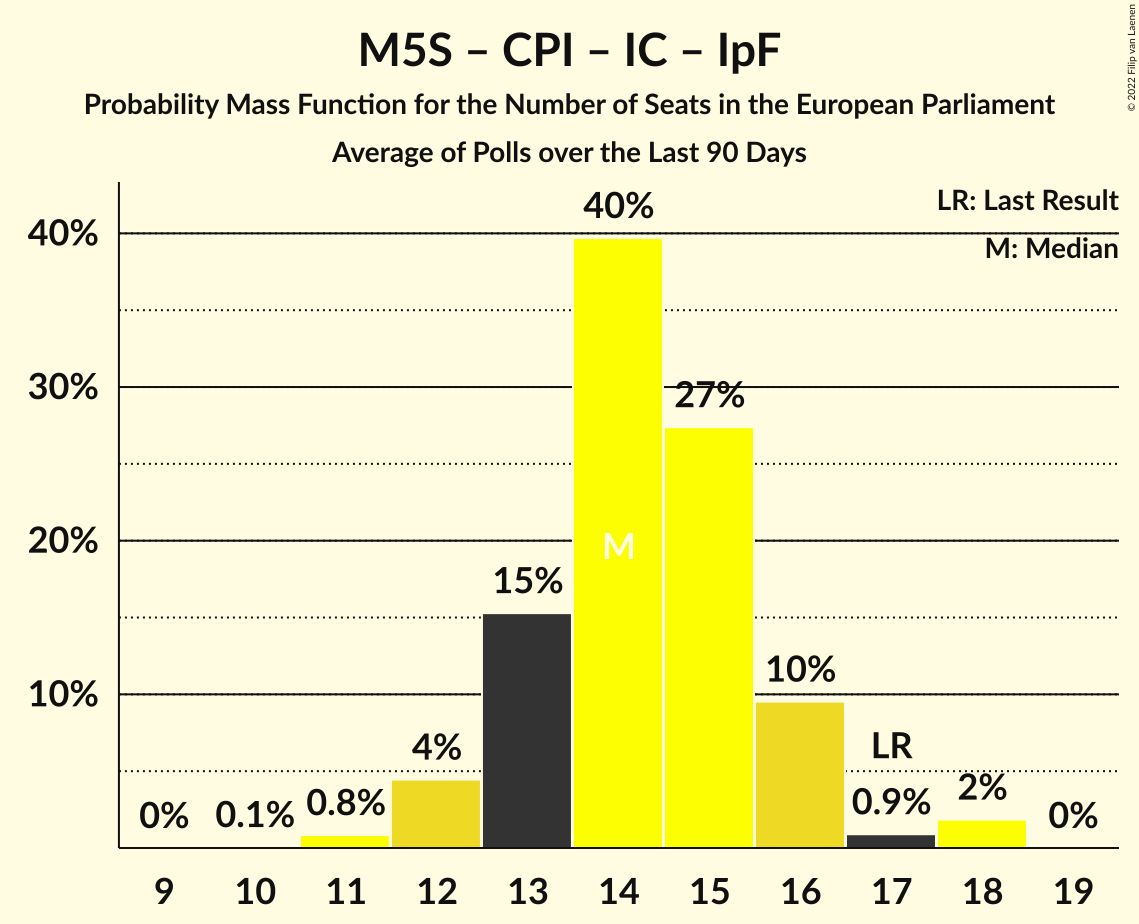 M5S – CPI – IC – IpF
Probability Mass Function for the Number of Seats in the European Parliament
Average of Polls over the Last 90 Days
© 2022 Filip van Laenen
LR: Last Result
M: Median
40%
30%
20%
10%
0%
0.1%
0.8%
4%
15%
40%
M
27%
10%
LR
0.9%
2%
0%
9 10 11 12 13 14 15 16 17 18 19